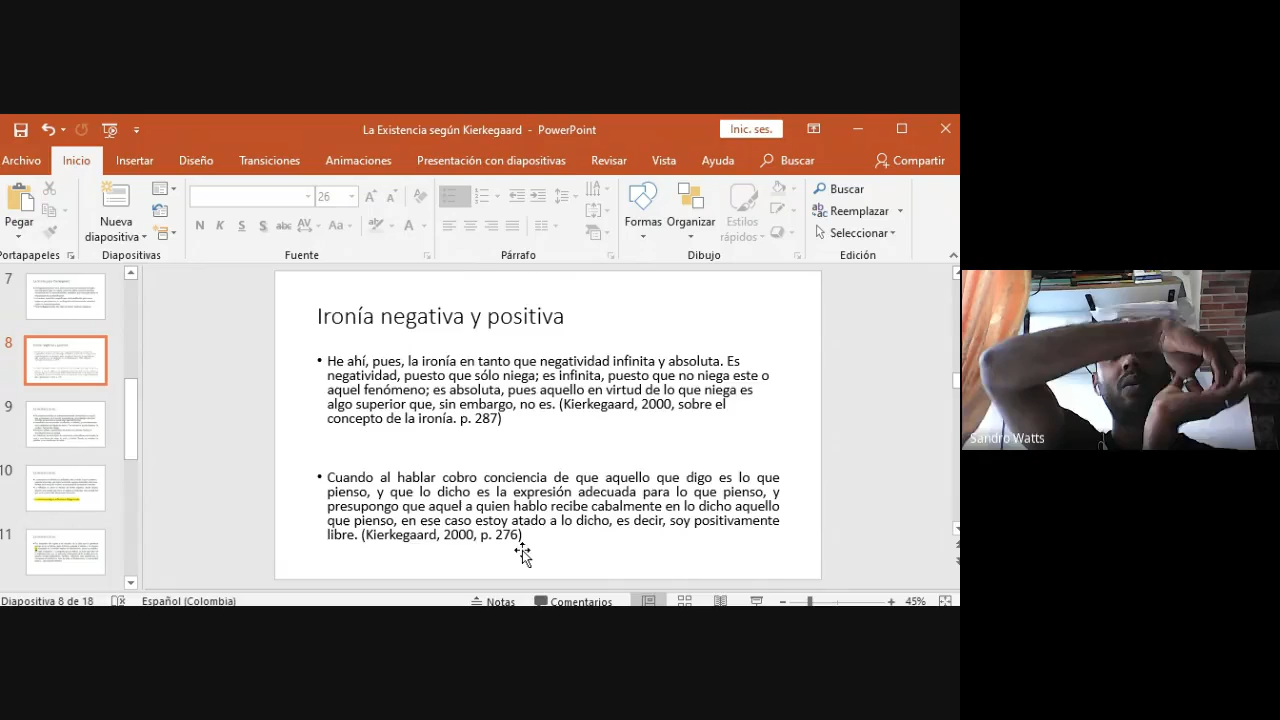 La Existencia según Kierkegaard - PowerPoint
Inic. ses.
Archivo Inicio Insertar Diseño Transiciones Animaciones Presentación con diapositivas Revisar Vista Ayuda Buscar Compartir
26
Pegar
Nueva
diapositiva
N K S S abc AV Aa A
Formas
Organizar
Estilos
rápidos
Buscar
Reemplazar
Seleccionar
Portapapeles
Diapositivas
Fuente
Párrafo
Dibujo
Edición
7
8
9
10
11
Ironía negativa y positiva
• He ahí, pues, la ironía en tanto que negatividad infinita y absoluta. Es
negatividad, puesto que sólo niega; es infinita, puesto que no niega este o
aquel fenómeno; es absoluta, pues aquello en virtud de lo que niega es
algo superior que, sin embargo, no es. (Kierkegaard, 2000, sobre el
concepto de la ironía. p. 287)
• Cuando al hablar cobro conciencia de que aquello que digo es lo que
pienso, y que lo dicho es la expresión adecuada para lo que pienso, y
presupongo que aquel a quien hablo recibe cabalmente en lo dicho aquello
que pienso, en ese caso estoy atado a lo dicho, es decir, soy positivamente
libre. (Kierkegaard, 2000, p. 276)
Diapositiva 8 de 18
Español (Colombia)
Notas
Comentarios
45%
Sandro Watts